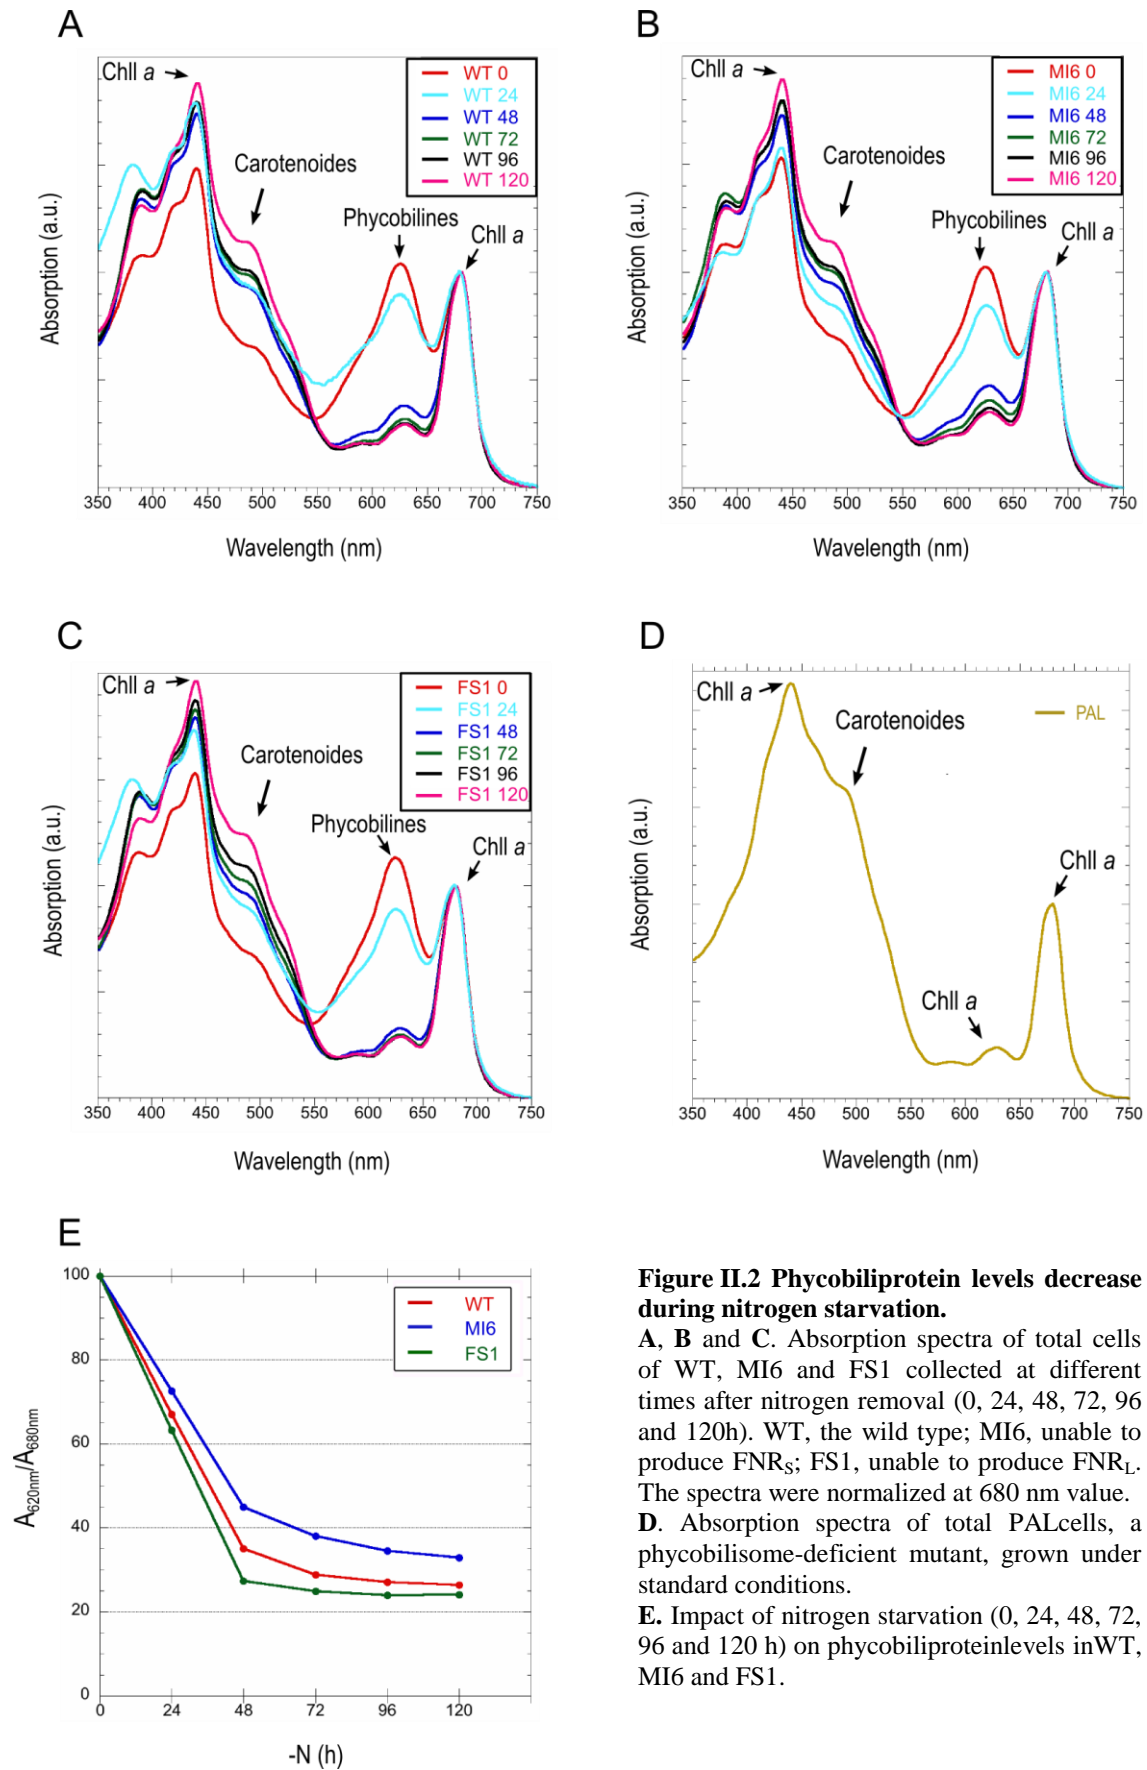 A
Chll a
Carotenoides
Phycobilines
Chll a
WT 0
WT 24
WT 48
WT 72
WT 96
WT 120
Absorption (a.u.)
350 400 450 500 550 600 650 700 750
Wavelength (nm)
B
Chll a
Carotenoides
Phycobilines
Chll a
MI6 0
MI6 24
MI6 48
MI6 72
MI6 96
MI6 120
Absorption (a.u.)
350 400 450 500 550 600 650 700 750
Wavelength (nm)
C
Chll a
Carotenoides
Phycobilines
Chll a
FS1 0
FS1 24
FS1 48
FS1 72
FS1 96
FS1 120
Absorption (a.u.)
350 400 450 500 550 600 650 700 750
Wavelength (nm)
D
Chll a
Carotenoides
PAL
Chll a
Chll a
Absorption (a.u.)
350 400 450 500 550 600 650 700 750
Wavelength (nm)
E
100
80
60
40
20
0
A620nm/A680nm
WT
MI6
FS1
0 24 48 72 96 120
-N (h)
Figure II.2 Phycobiliprotein levels decrease
during nitrogen starvation.
A, B and C. Absorption spectra of total cells
of WT, MI6 and FS1 collected at different
times after nitrogen removal (0, 24, 48, 72, 96
and 120h). WT, the wild type; MI6, unable to
produce FNRS; FS1, unable to produce FNRL.
The spectra were normalized at 680 nm value.
D. Absorption spectra of total PALcells, a
phycobilisome-deficient mutant, grown under
standard conditions.
E. Impact of nitrogen starvation (0, 24, 48, 72,
96 and 120 h) on phycobiliproteinlevels inWT,
MI6 and FS1.